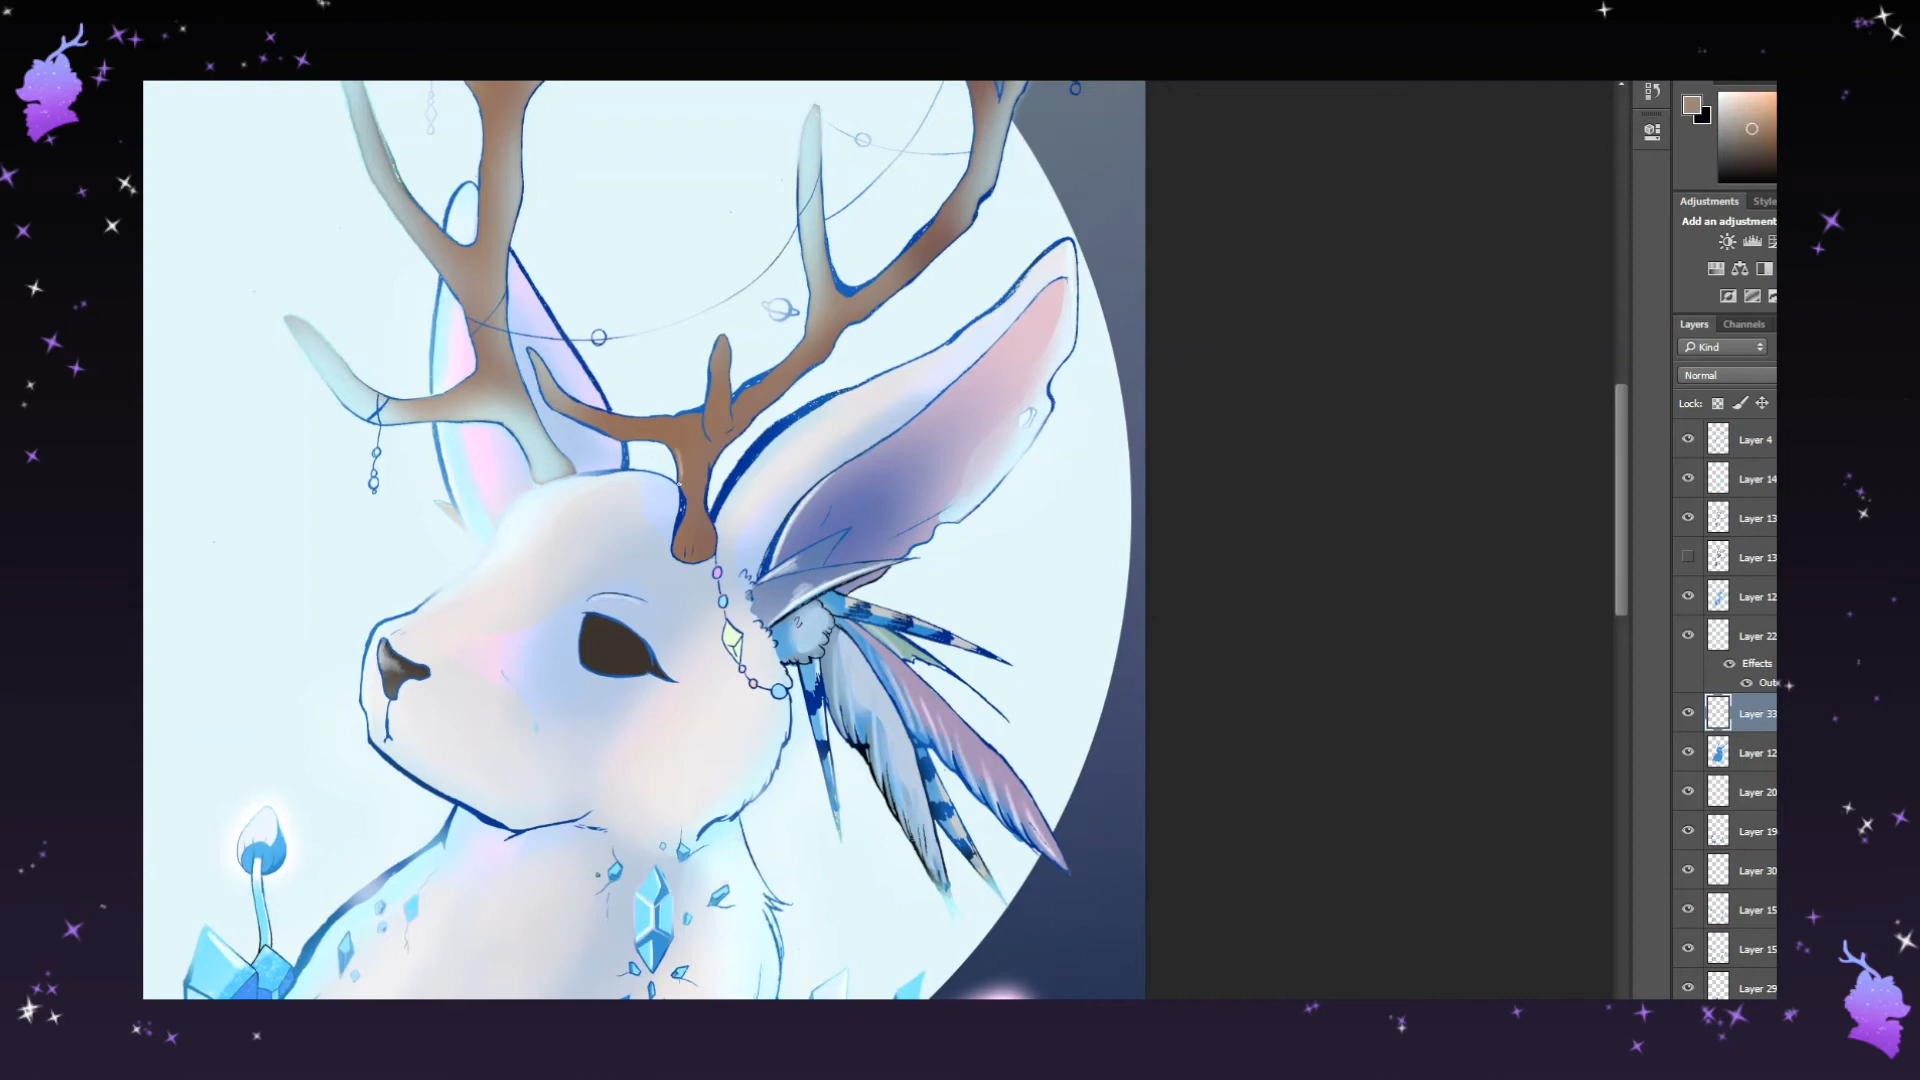 Adjustments Style
Add an adjustment
Layers Channels
Kind
Normal
Lock:
Layer 4
Layer 14
Layer 13
Layer 13
Layer 12
Layer 22
Effects
Out
Layer 33
Layer 12
Layer 20
Layer 19
Layer 30
Layer 15
Layer 15
Layer 29